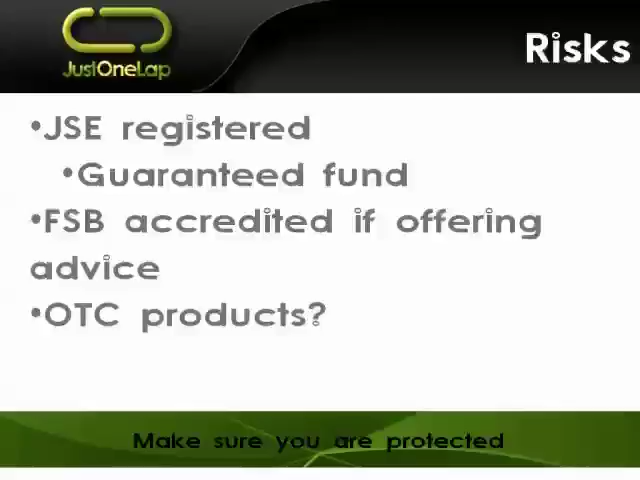 JustOneLap
Risks
•JSE registered
•Guaranteed fund
•FSB accredited if offering
advice
•OTC products?
Make sure you are protected